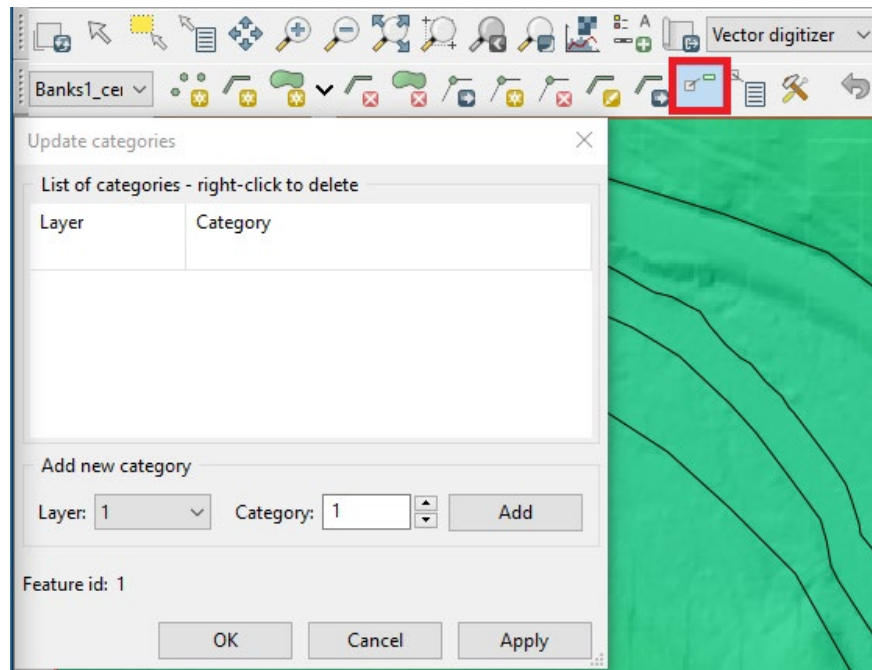 Vector digitizer
Banks1_cei
Update categories
List of categories - right-click to delete
Layer Category
Add new category
Layer: 1 Category: 1 Add
Feature id: 1
OK Cancel Apply